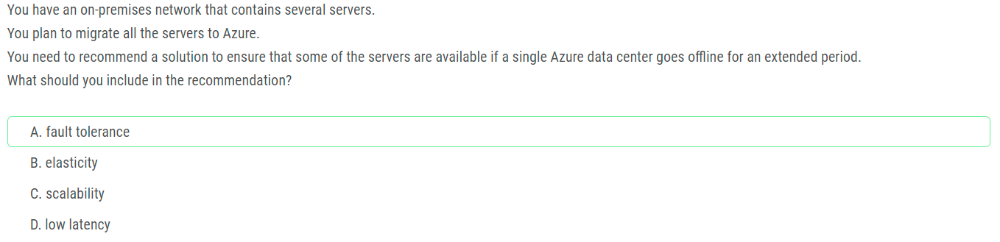 You have an on-premises network that contains several servers.
You plan to migrate all the servers to Azure.
You need to recommend a solution to ensure that some of the servers are available if a single Azure data center goes offline for an extended period.
What should you include in the recommendation?
A. fault tolerance
B. elasticity
C. scalability
D. low latency